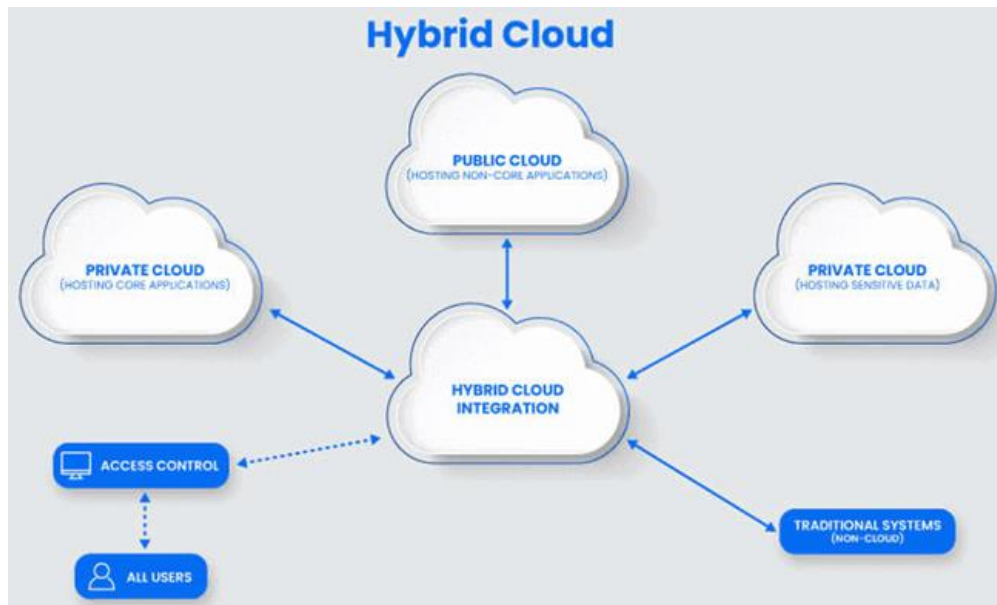 Hybrid Cloud
PUBLIC CLOUD
(HOSTING NON-CORE APPLICATIONS)
PRIVATE CLOUD
(HOSTING CORE APPLICATIONS)
PRIVATE CLOUD
(HOSTING SENSITIVE DATA)
HYBRID CLOUD
INTEGRATION
ACCESS CONTROL
TRADITIONAL SYSTEMS
(NON-CLOUD)
ALL USERS